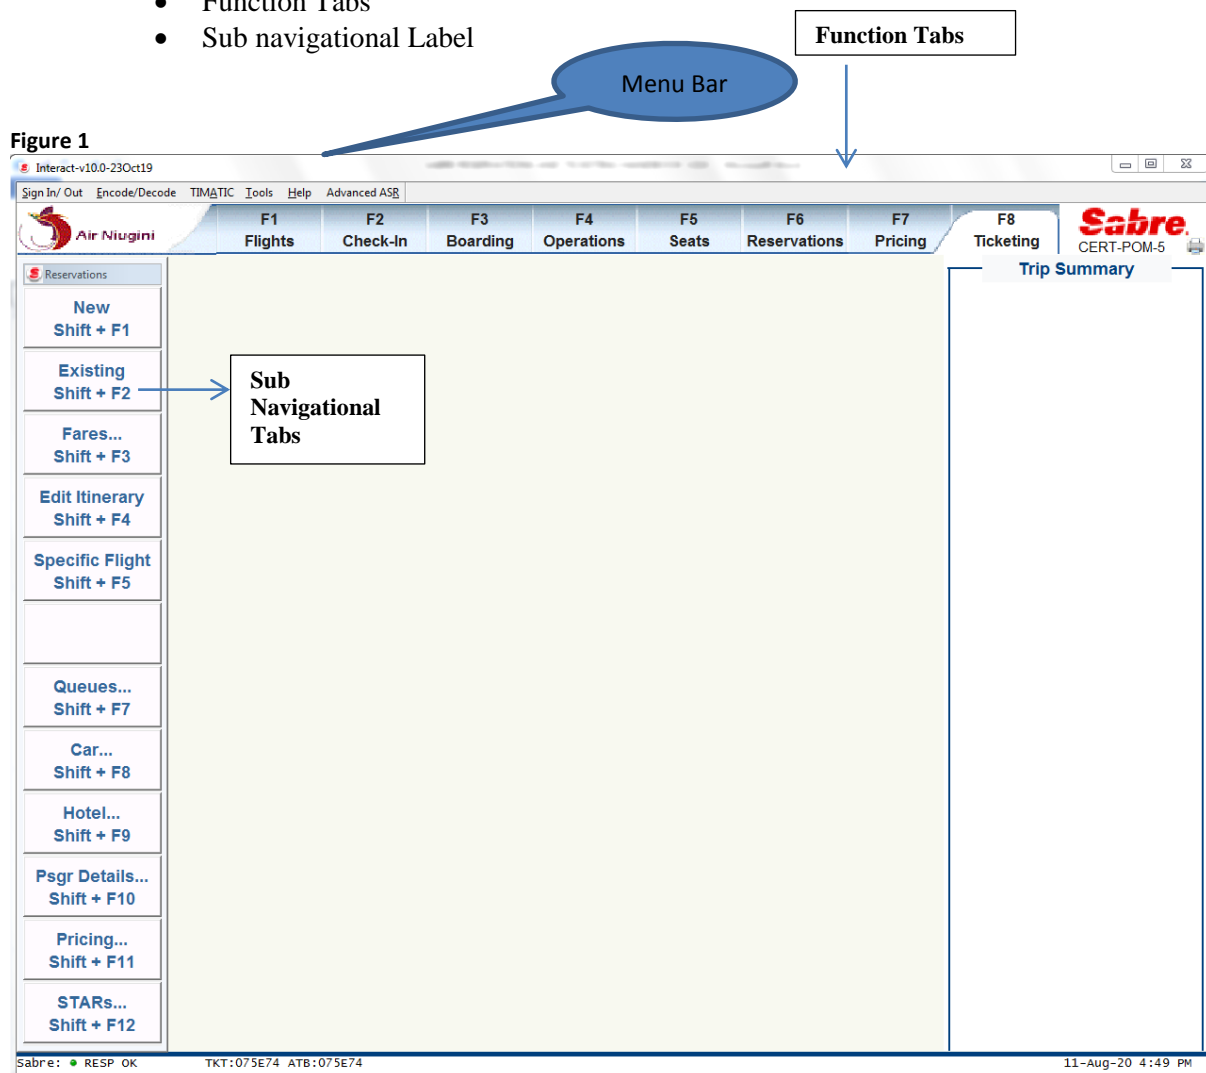 • Function Tabs
• Sub navigational Label
Function Tabs
Menu Bar
Figure 1
Interact-v10.0-23Oct19
Sign In/ Out Encode/Decode TIMATIC Tools Help Advanced ASR
Air Niugini
F1 Flights
F2 Check-In
F3 Boarding
F4 Operations
F5 Seats
F6 Reservations
F7 Pricing
F8 Ticketing
Sabre.
CERT-POM-5
Reservations
Trip Summary
New
Shift + F1
Existing
Shift + F2
Sub
Navigational
Tabs
Fares...
Shift + F3
Edit Itinerary
Shift + F4
Specific Flight
Shift + F5
Queues...
Shift + F7
Car...
Shift + F8
Hotel...
Shift + F9
Psgr Details...
Shift + F10
Pricing...
Shift + F11
STARs...
Shift + F12
Sabre: RESP OK TKT:075E74 ATB:075E74 11-Aug-20 4:49 PM